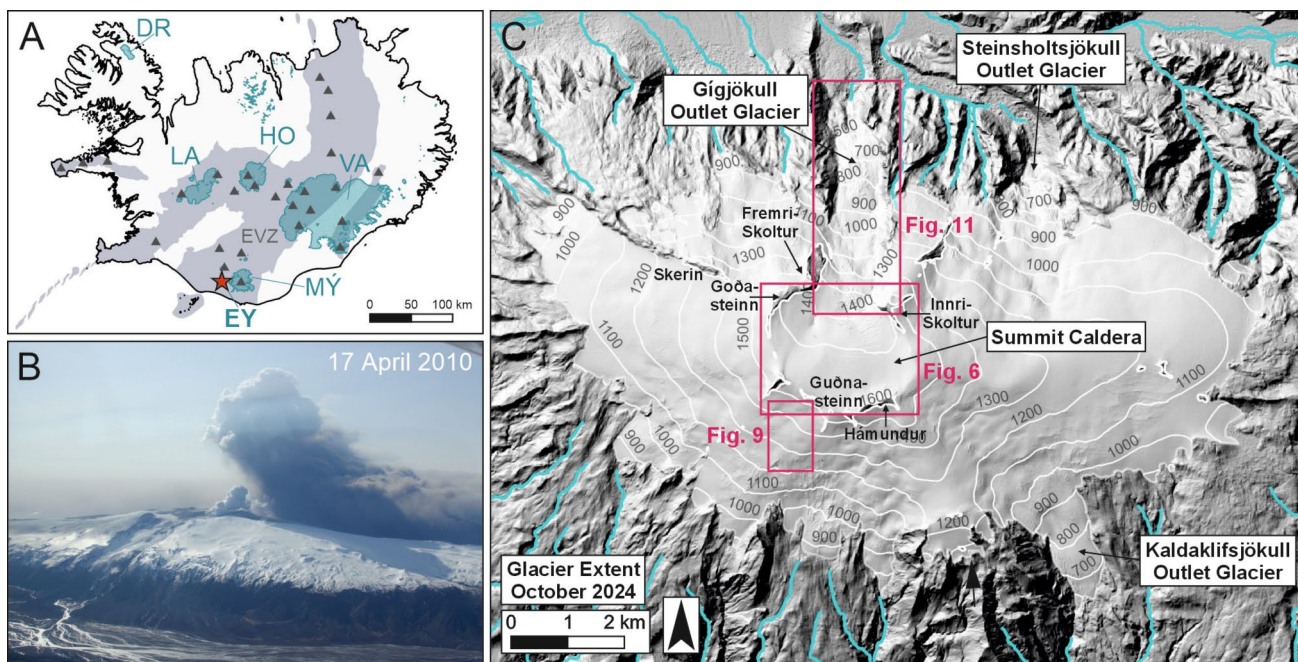 A
DR
HO
LA
VA
EVZ
MÝ
EY
0 50 100 km
B
17 April 2010
C
Steinsholtsjökull
Outlet Glacier
Gígjökull
Outlet Glacier
900
700
800
900
1000
1300
Fremri-
Skoltur
Fig. 11
700
900
1000
900
900
1000
1200
1300
Skerin
Goða-
steinn
1400
1400
Innri-
Skoltur
1500
1100
Summit Caldera
Fig. 6
Guðna-
steinn
1600
1300
1200
1100
1000
Hámundur
Fig. 9
900
1000
1100
1000
1000
900
1200
900
800
700
Kaldaklifsjökull
Outlet Glacier
Glacier Extent
October 2024
0 1 2 km